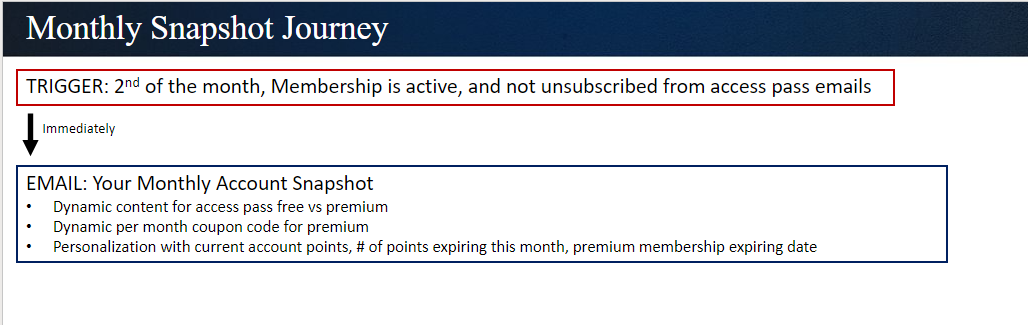 Monthly Snapshot Journey
TRIGGER: 2nd of the month, Membership is active, and not unsubscribed from access pass emails
Immediately
EMAIL: Your Monthly Account Snapshot
• Dynamic content for access pass free vs premium
• Dynamic per month coupon code for premium
• Personalization with current account points, # of points expiring this month, premium membership expiring date